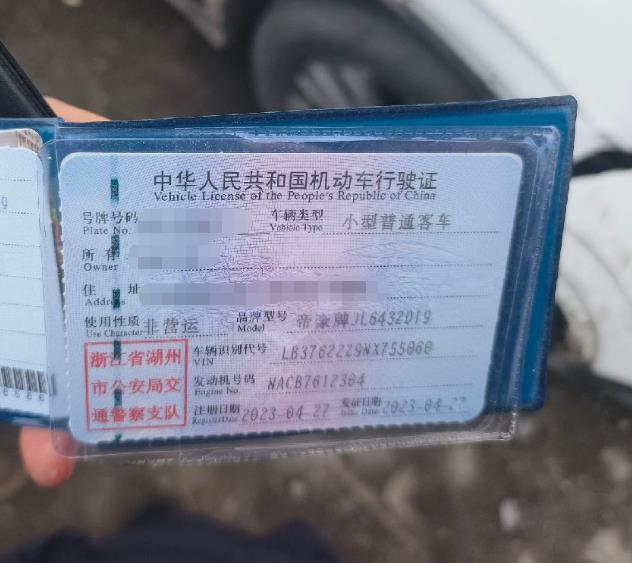 中华人民共和国机动车行驶证
Vehicle License of the People's Republic of China
号牌号码 车辆类型 小型普通客车
Plate No. Vehicle Type
所有
Owner
住 址
Address
使用性质 非营运 品牌型号 帝豪牌JL6432D19
Use Character Model
浙江省湖州
市公安局交
通警察支队
车辆识别代号 LB37622Z9NX755060
VIN
发动机号码 NACB7612304
Engine No.
注册日期 2023-04-27 发证日期 2023-04-27
Register Date Issue Date